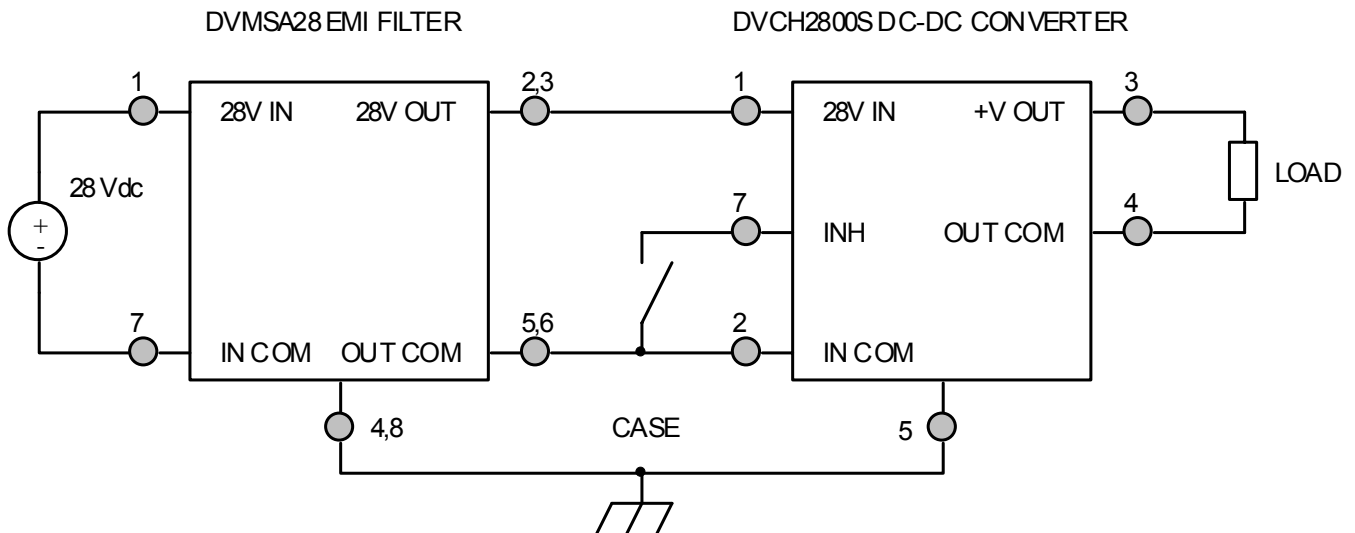 DVMSA28 EMI FILTER
DVCH2800S DC-DC CONVERTER
1
2,3
1
3
28V IN
28V OUT
28V IN
+V OUT
28 Vdc
LOAD
+
-
7
4
INH
OUT COM
7
5,6
2
IN COM
OUT COM
IN COM
4,8
CASE
5